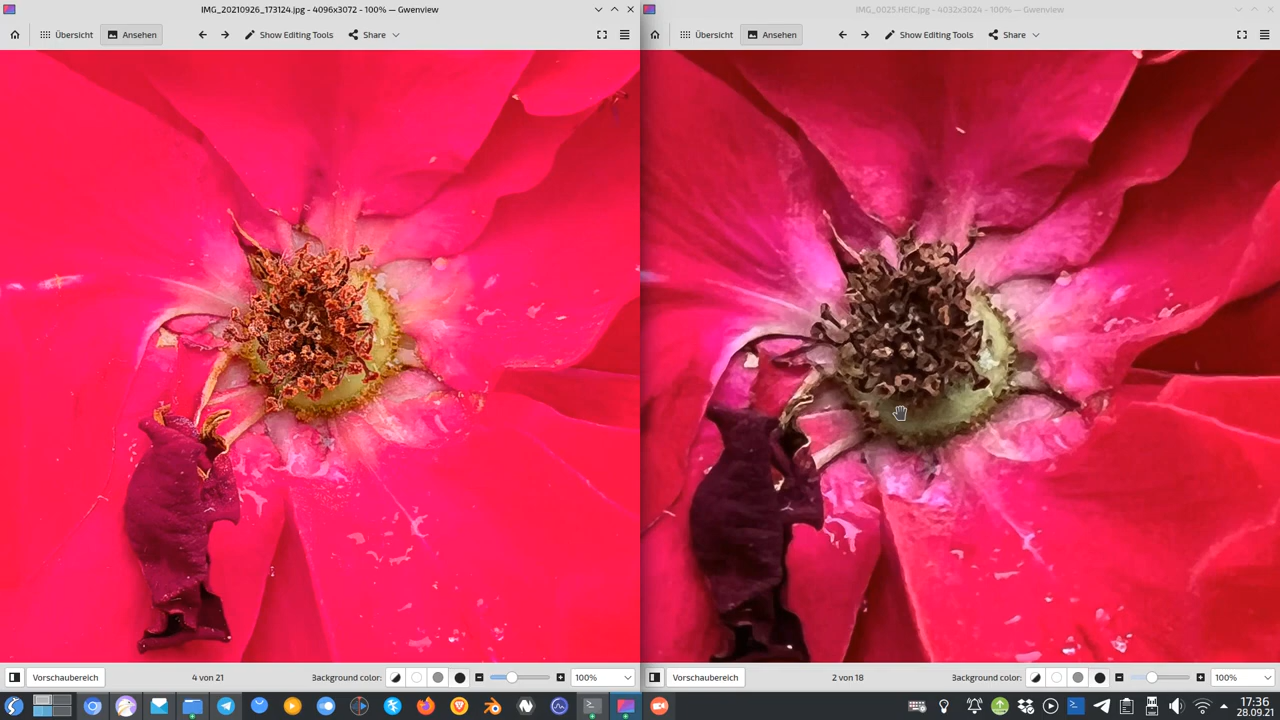 IMG_20210926_173124.jpg - 4096x3072 - 100% — Gwenview
Übersicht Ansehen Show Editing Tools Share
Vorschaubereich 4 von 21 Background color: 100%
IMG_0025.HEIC.jpg - 4032x3024 - 100% — Gwenview
Übersicht Ansehen Show Editing Tools Share
Vorschaubereich 2 von 18 Background color: 100%
17:36
28.09.21